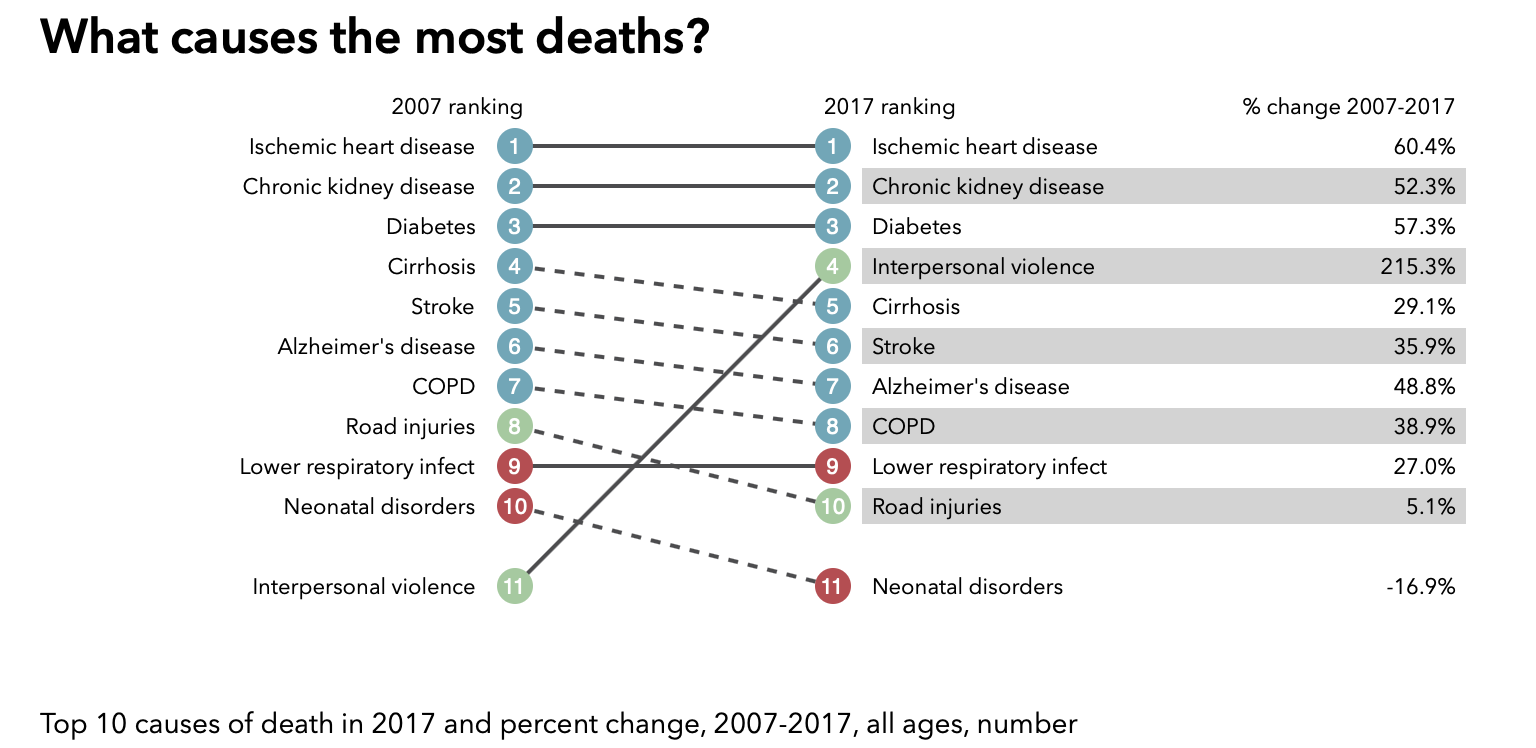 What causes the most deaths?
2007 ranking 2017 ranking % change 2007-2017
Ischemic heart disease 1 1 Ischemic heart disease 60.4%
Chronic kidney disease 2 2 Chronic kidney disease 52.3%
Diabetes 3 3 Diabetes 57.3%
Cirrhosis 4 4 Interpersonal violence 215.3%
Stroke 5 5 Cirrhosis 29.1%
Alzheimer's disease 6 6 Stroke 35.9%
COPD 7 7 Alzheimer's disease 48.8%
Road injuries 8 8 COPD 38.9%
Lower respiratory infect 9 9 Lower respiratory infect 27.0%
Neonatal disorders 10 10 Road injuries 5.1%
Interpersonal violence 11 11 Neonatal disorders -16.9%
Top 10 causes of death in 2017 and percent change, 2007-2017, all ages, number